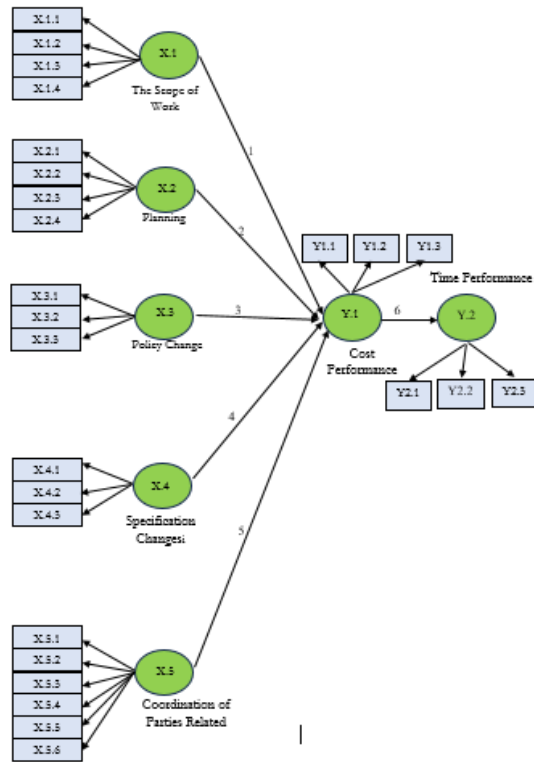 X.1.1
X.1.2
X.1.3
X.1.4
X.1
The Scope of
Work
1
X.2.1
X.2.2
X.2.3
X.2.4
X.2
Planning
2
Y1.1
Y1.2
Y1.3
Time Performance
X.3.1
X.3.2
X.3.3
X.3
Policy Change
3
Y.1
6
Y.2
Cost
Performance
Y2.1
Y2.2
Y2.3
4
X.4.1
X.4.2
X.4.3
X.4
Specification
Changesi
5
X.5.1
X.5.2
X.5.3
X.5.4
X.5.5
X.5.6
X.5
Coordination of
Parties Related